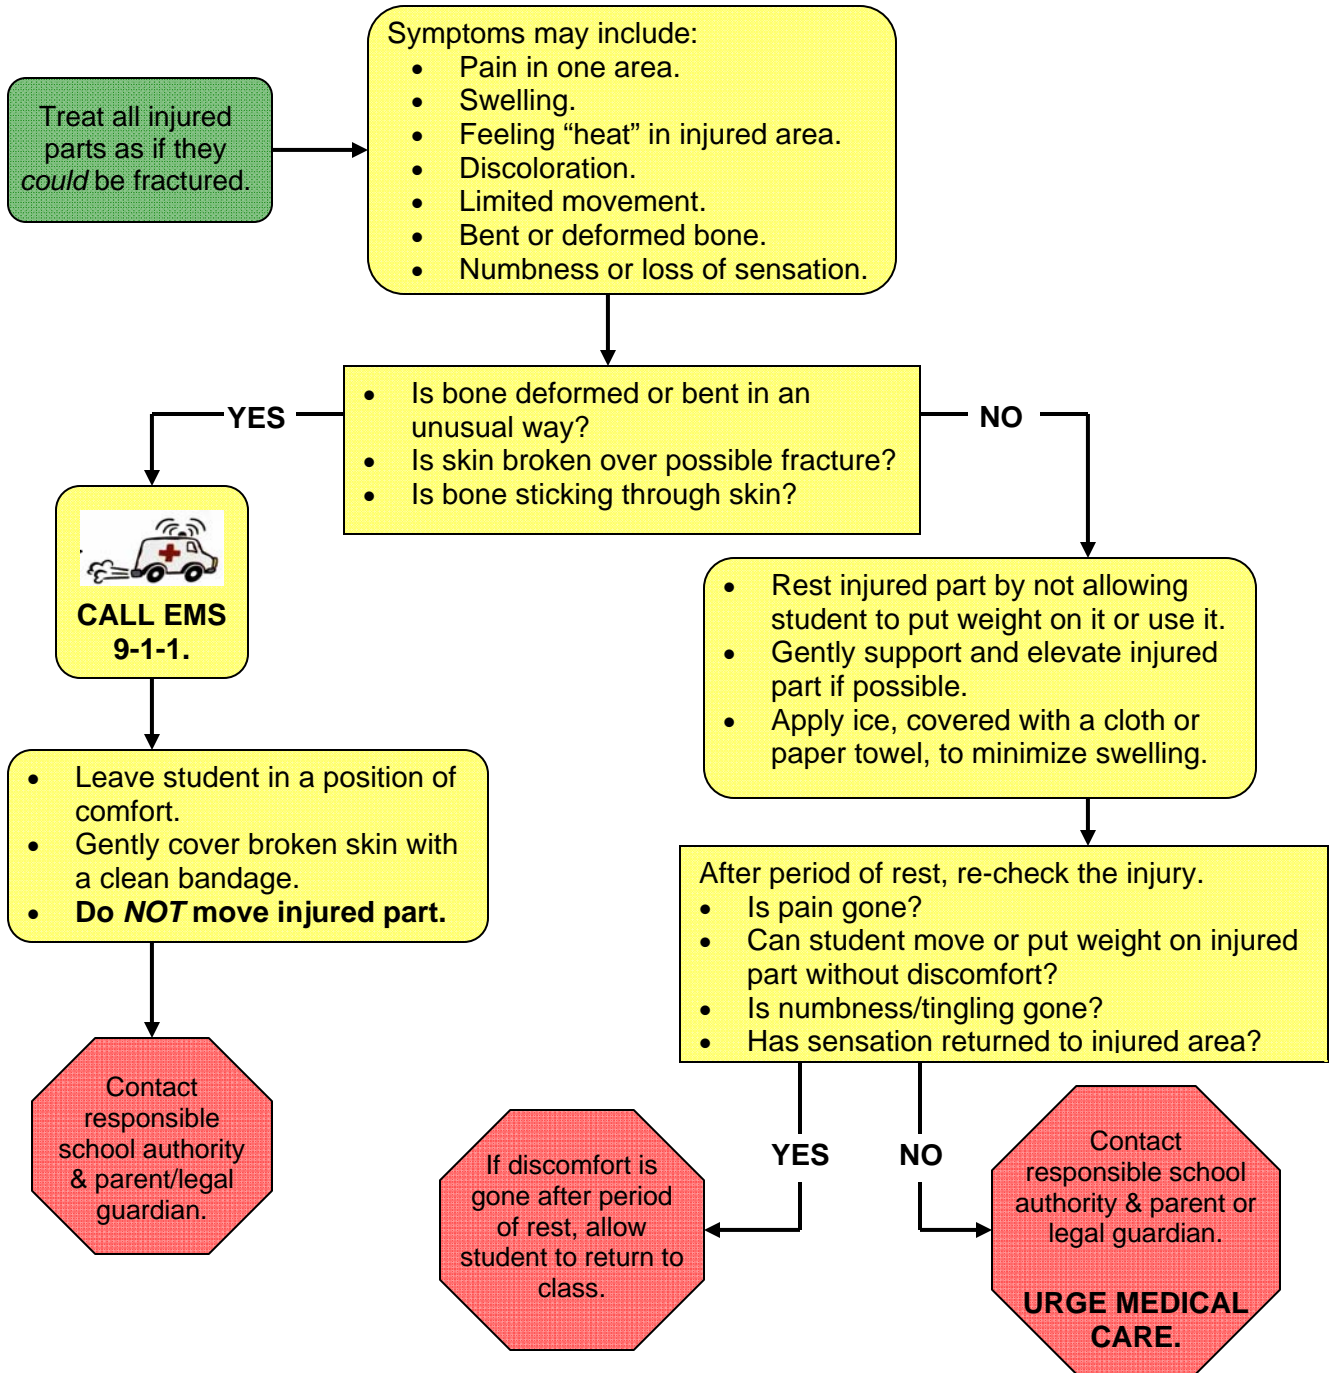 Treat all injured
parts as if they
could be fractured.
Symptoms may include:
• Pain in one area.
• Swelling.
• Feeling “heat” in injured area.
• Discoloration.
• Limited movement.
• Bent or deformed bone.
• Numbness or loss of sensation.
• Is bone deformed or bent in an
unusual way?
• Is skin broken over possible fracture?
• Is bone sticking through skin?
YES
NO
CALL EMS
9-1-1.
• Leave student in a position of
comfort.
• Gently cover broken skin with
a clean bandage.
• Do NOT move injured part.
Contact
responsible
school authority
& parent/legal
guardian.
• Rest injured part by not allowing
student to put weight on it or use it.
• Gently support and elevate injured
part if possible.
• Apply ice, covered with a cloth or
paper towel, to minimize swelling.
After period of rest, re-check the injury.
• Is pain gone?
• Can student move or put weight on injured
part without discomfort?
• Is numbness/tingling gone?
• Has sensation returned to injured area?
YES
NO
If discomfort is
gone after period
of rest, allow
student to return to
class.
Contact
responsible school
authority & parent or
legal guardian.
URGE MEDICAL
CARE.